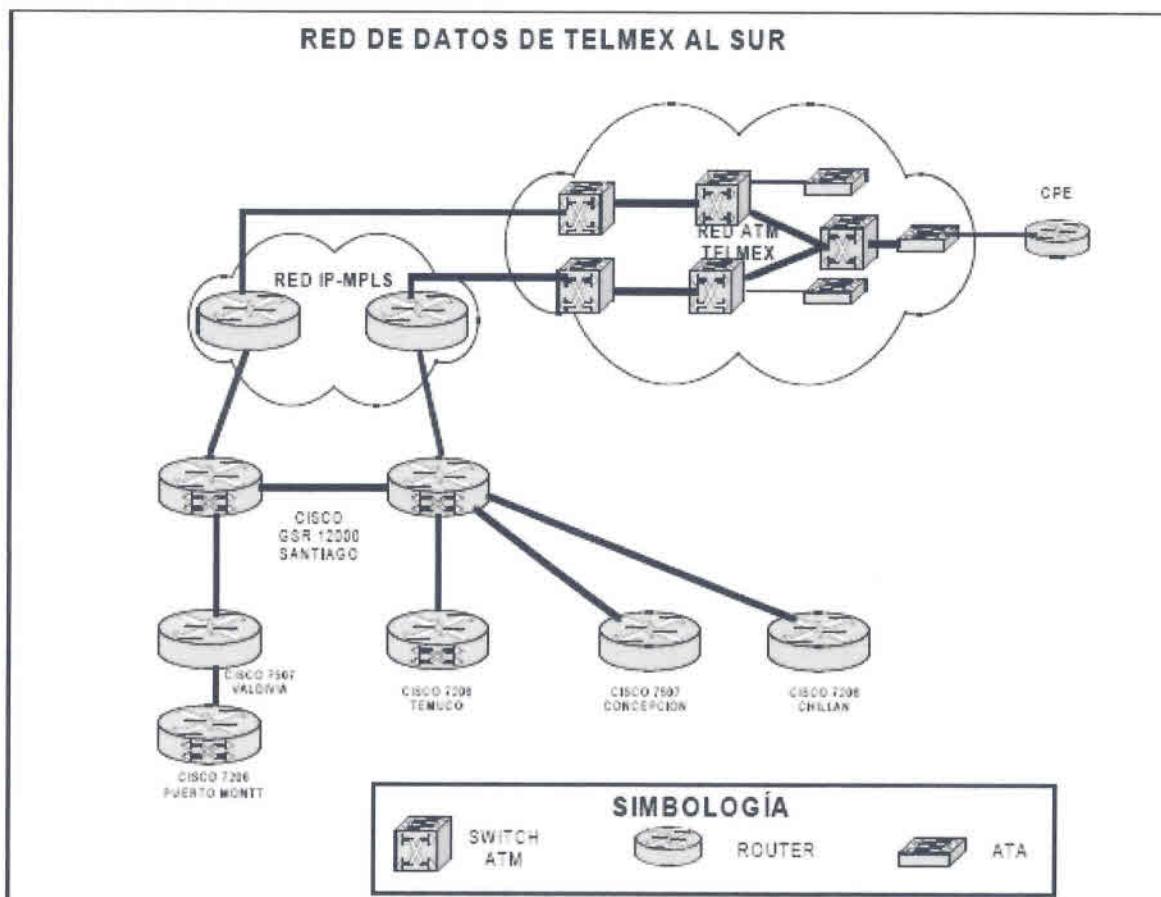 RED DE DATOS DE TELMEX AL SUR
CPE
RED ATM
TELMEX
RED IP-MPLS
CISCO
GSR 12000
SANTIAGO
CISCO 7507
VALDIVIA
CISCO 7206
TEMUCO
CISCO 7507
CONCEPCIÓN
CISCO 7206
CHILLAN
CISCO 7206
PUERTO MONTT
SIMBOLOGÍA
SWITCH
ATM
ROUTER
ATA